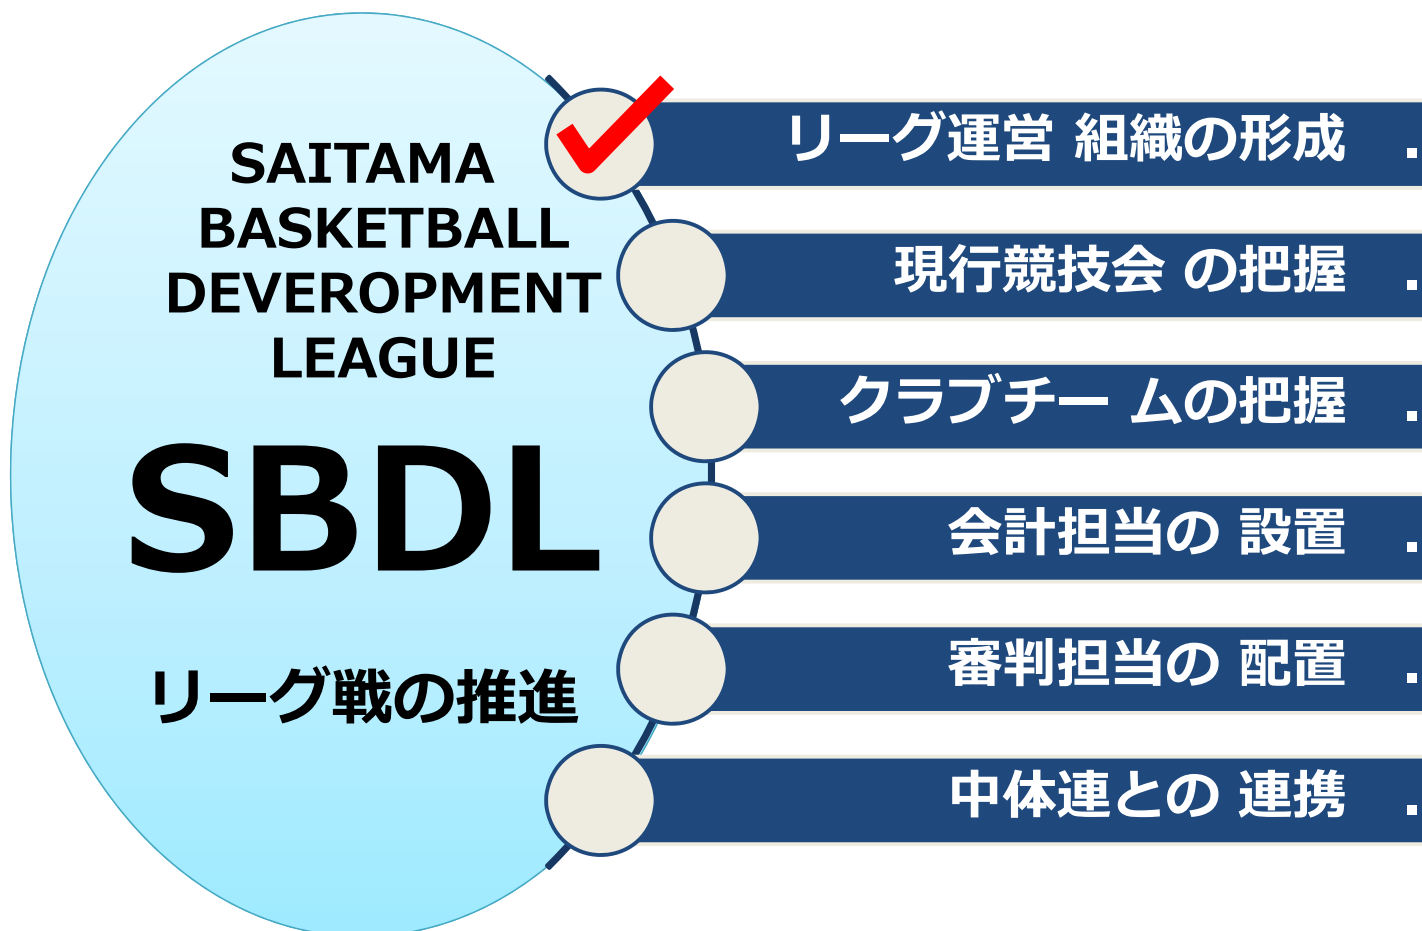 SAITAMA
BASKETBALL
DEVEROPMENT
LEAGUE
SBDL
リーグ戦の推進
リーグ運営 組織の形成 .
現行競技会 の把握 .
クラブチー ムの把握 .
会計担当の 設置 .
審判担当の 配置 .
中体連との 連携 .